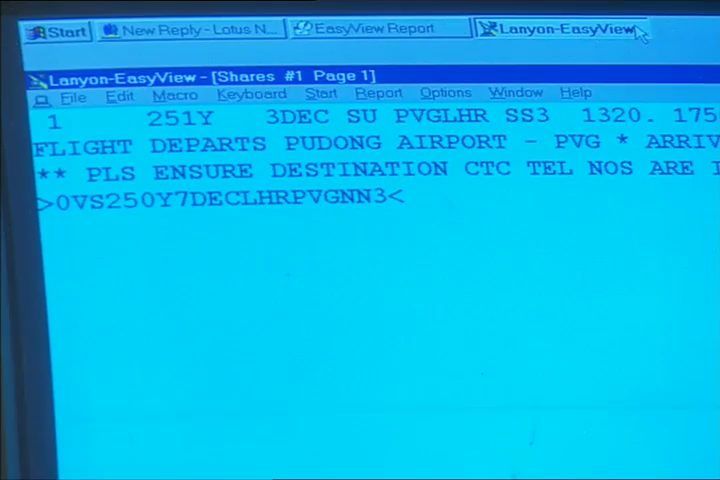 Start New Reply - Lotus N... EasyView Report Lanyon-EasyView
Lanyon-EasyView - [Shares #1 Page 1]
File Edit Macro Keyboard Start Report Options Window Help
1 251Y 3DEC SU PVGLHR SS3 1320. 175
FLIGHT DEPARTS PUDONG AIRPORT - PVG * ARRIV
** PLS ENSURE DESTINATION CTC TEL NOS ARE
>0VS250Y7DECLHRPVGNN3<